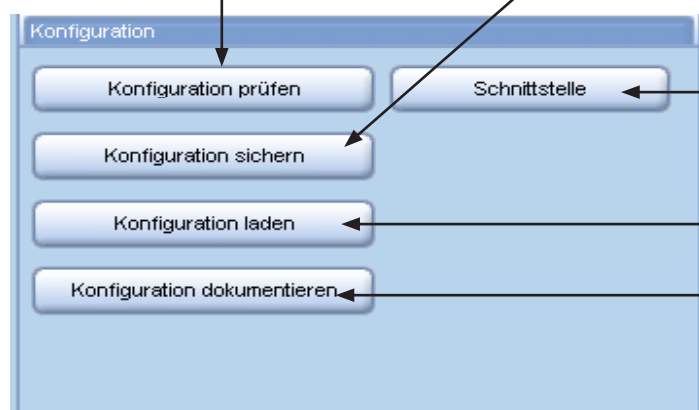 Konfiguration
Konfiguration prüfen
Schnittstelle
Konfiguration sichern
Konfiguration laden
Konfiguration dokumentieren